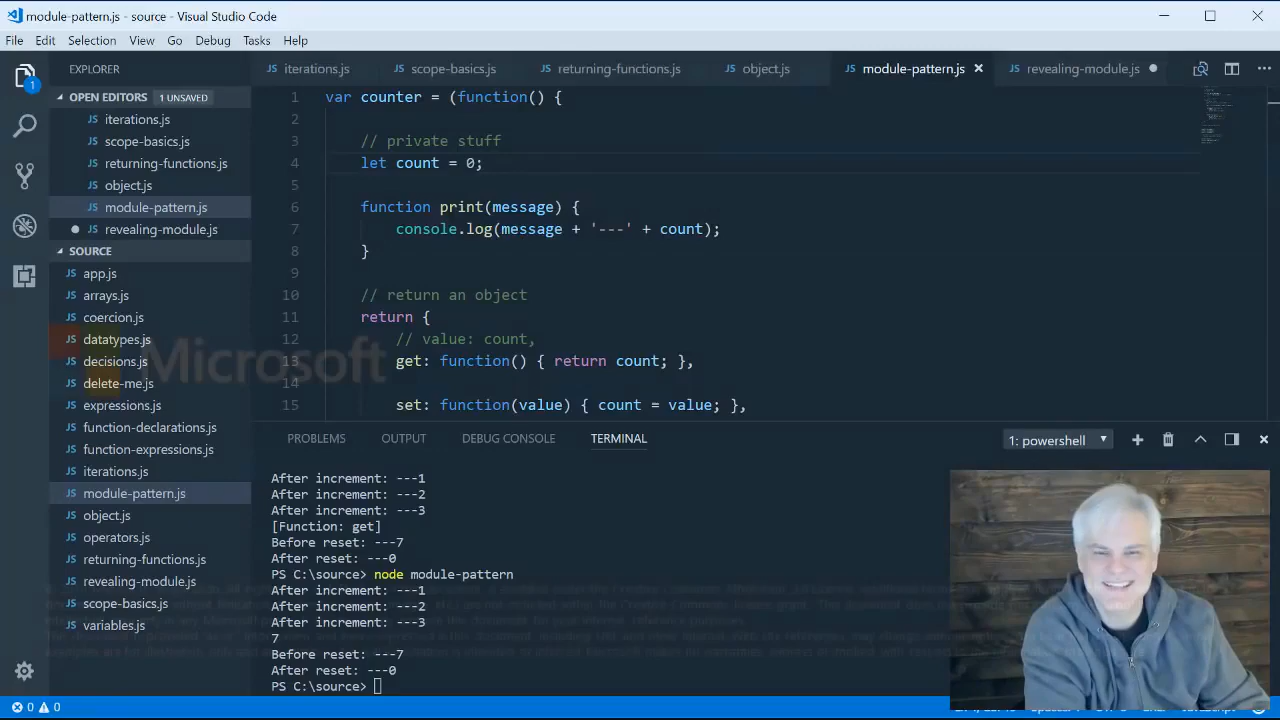 module-pattern.js - source - Visual Studio Code
File Edit Selection View Go Debug Tasks Help
EXPLORER
iterations.js scope-basics.js returning-functions.js object.js module-pattern.js revealing-module.js
1
OPEN EDITORS 1 UNSAVED
iterations.js
scope-basics.js
returning-functions.js
object.js
module-pattern.js
revealing-module.js
SOURCE
app.js
arrays.js
coercion.js
datatypes.js
decisions.js
delete-me.js
expressions.js
function-declarations.js
function-expressions.js
iterations.js
module-pattern.js
object.js
operators.js
returning-functions.js
revealing-module.js
scope-basics.js
variables.js
Microsoft
1 var counter = (function() {
2
3 // private stuff
4 let count = 0;
5
6 function print(message) {
7 console.log(message + '---' + count);
8 }
9
10 // return an object
11 return {
12 // value: count,
13 get: function() { return count; },
14
15 set: function(value) { count = value; },
PROBLEMS OUTPUT DEBUG CONSOLE TERMINAL 1: powershell
After increment: ---1
After increment: ---2
After increment: ---3
[Function: get]
Before reset: ---7
After reset: ---0
PS C:\source> node module-pattern
After increment: ---1
After increment: ---2
After increment: ---3
7
Before reset: ---7
After reset: ---0
PS C:\source>
0 0